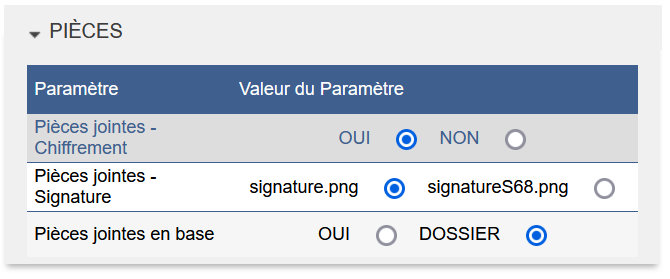 PIÈCES
Paramètre Valeur du Paramètre
Pièces jointes -
Chiffrement OUI NON
Pièces jointes -
Signature signature.png signatureS68.png
Pièces jointes en base OUI DOSSIER